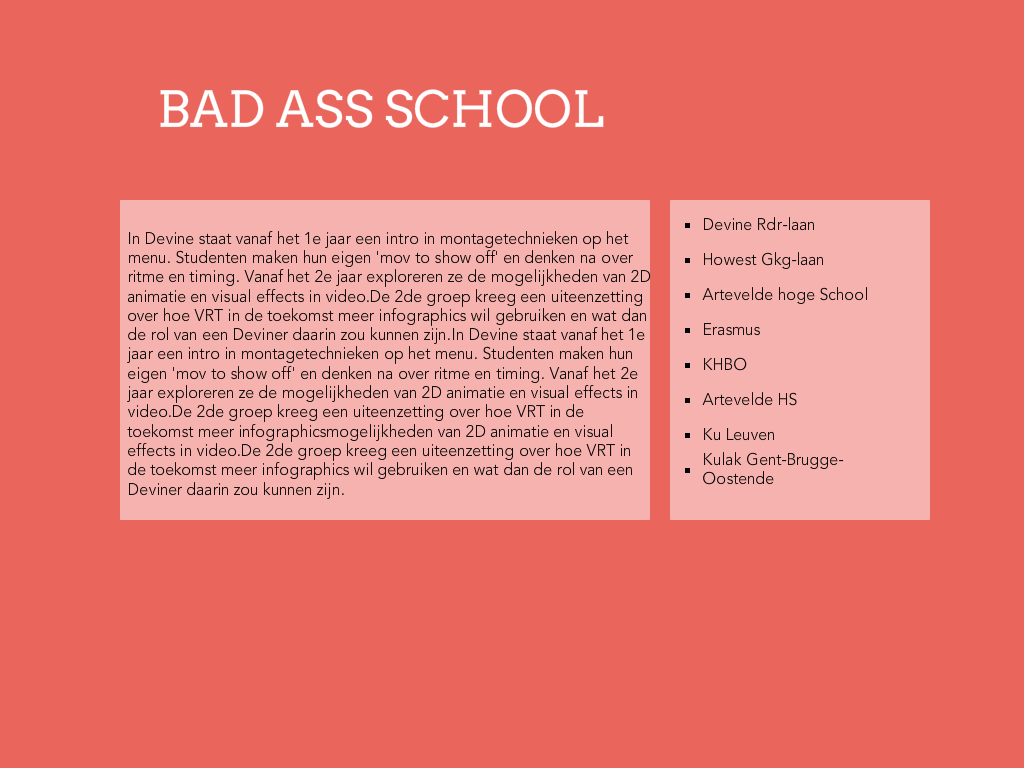 BAD ASS SCHOOL
In Devine staat vanaf het 1e jaar een intro in montagetechnieken op het
menu. Studenten maken hun eigen 'mov to show off' en denken na over
ritme en timing. Vanaf het 2e jaar exploreren ze de mogelijkheden van 2D
animatie en visual effects in video.De 2de groep kreeg een uiteenzetting
over hoe VRT in de toekomst meer infographics wil gebruiken en wat dan
de rol van een Deviner daarin zou kunnen zijn.In Devine staat vanaf het 1e
jaar een intro in montagetechnieken op het menu. Studenten maken hun
eigen 'mov to show off' en denken na over ritme en timing. Vanaf het 2e
jaar exploreren ze de mogelijkheden van 2D animatie en visual effects in
video.De 2de groep kreeg een uiteenzetting over hoe VRT in de
toekomst meer infographicsmogelijkheden van 2D animatie en visual
effects in video.De 2de groep kreeg een uiteenzetting over hoe VRT in
de toekomst meer infographics wil gebruiken en wat dan de rol van een
Deviner daarin zou kunnen zijn.
Devine Rdr-laan
Howest Gkg-laan
Artevelde hoge School
Erasmus
KHBO
Artevelde HS
Ku Leuven
Kulak Gent-Brugge-
Oostende